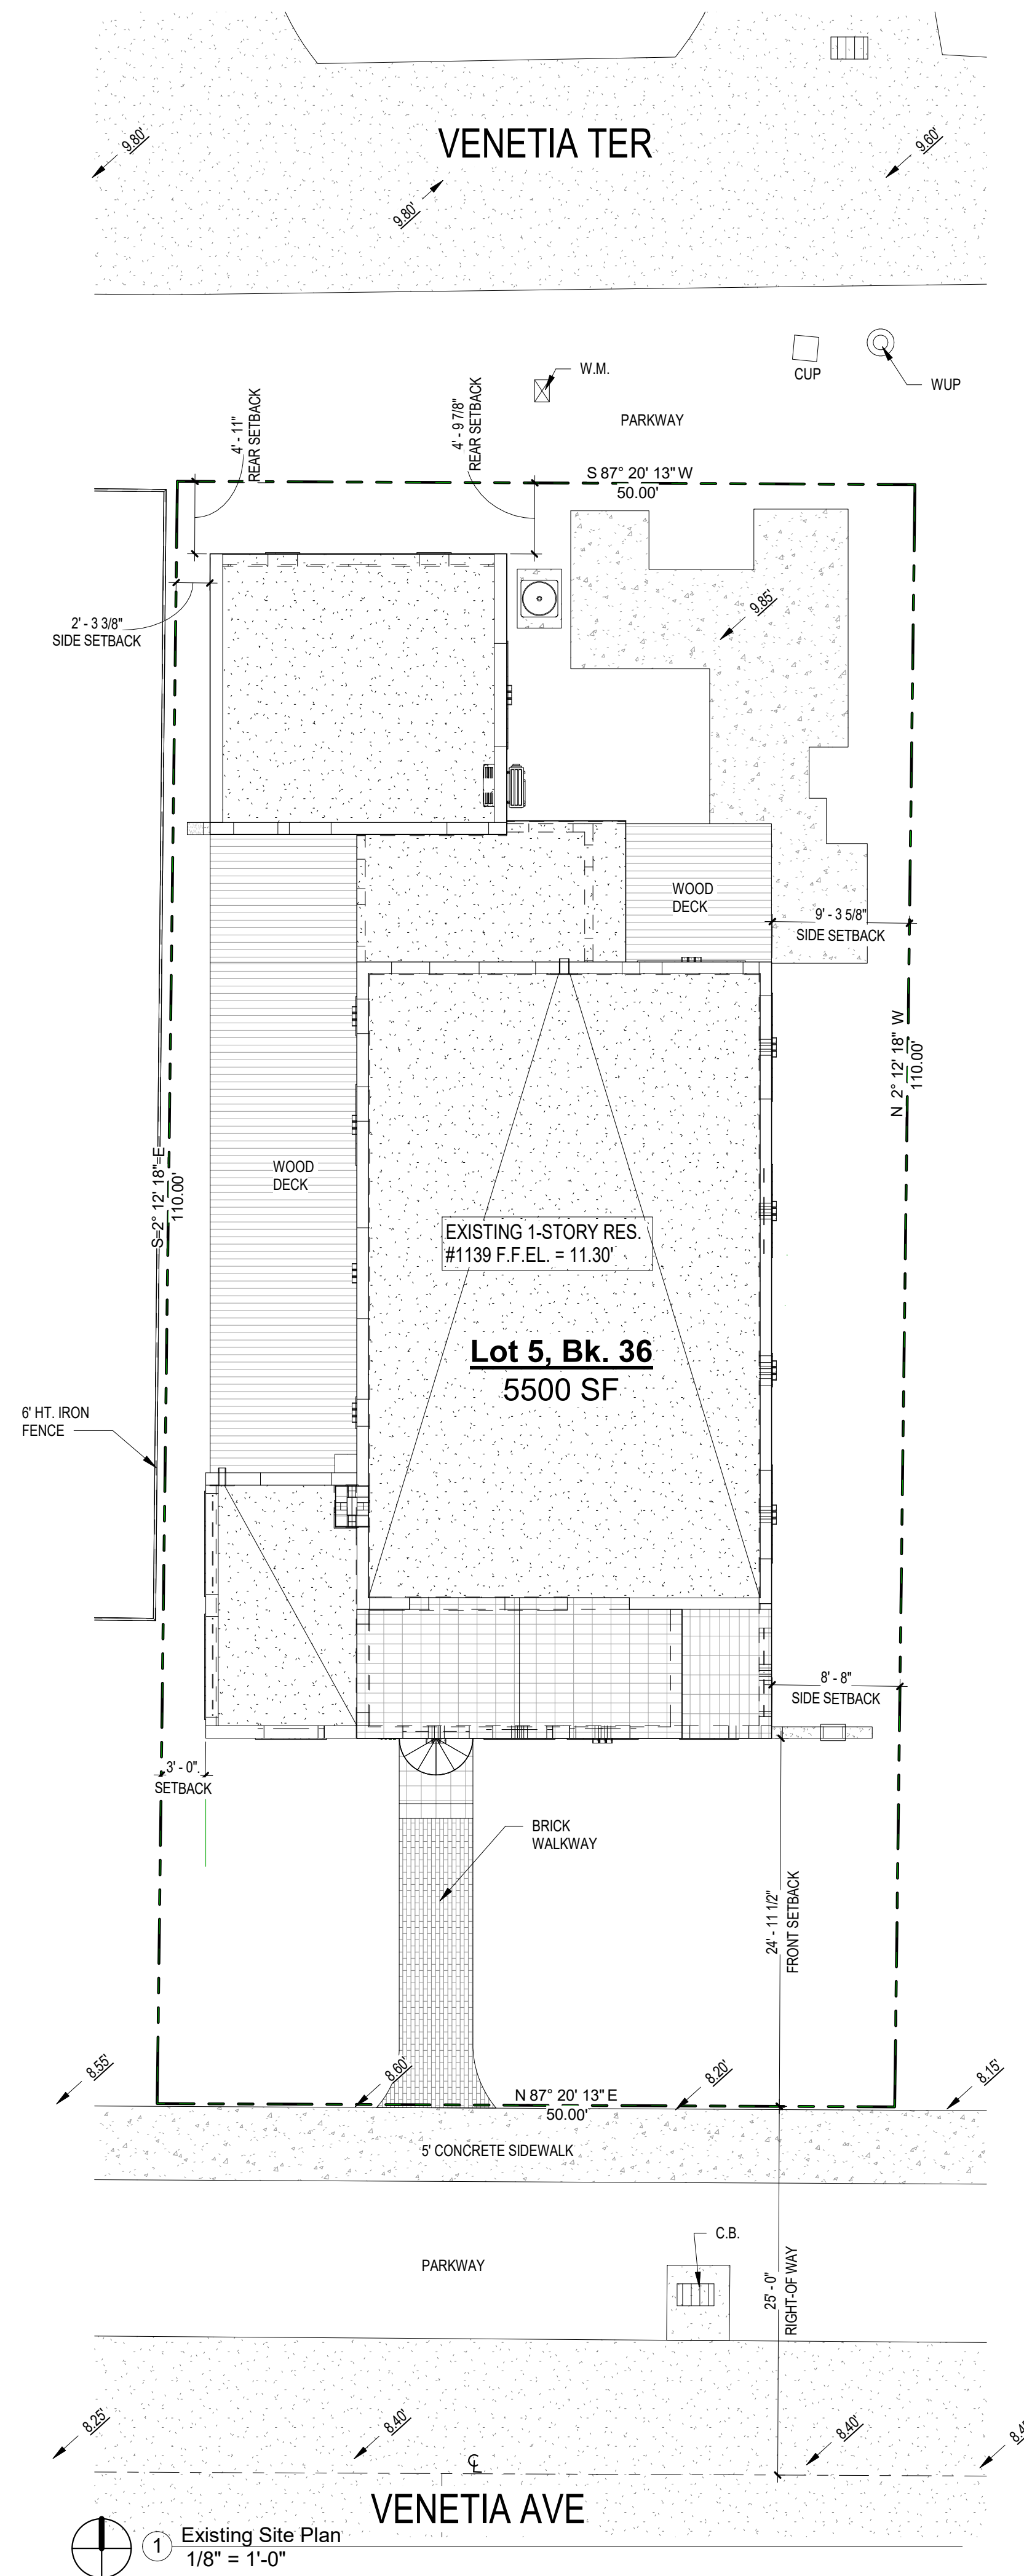 VENETIA TER
9.80'
9.80'
9.60'
W.M.
CUP
WUP
PARKWAY
4' - 11"
REAR SETBACK
4' - 9 7/8"
REAR SETBACK
S 87° 20' 13" W
50.00'
2' - 3 3/8"
SIDE SETBACK
9.85'
WOOD
DECK
9' - 3 5/8"
SIDE SETBACK
N 2° 12' 18" W
110.00'
S 2° 12' 18" E
110.00'
WOOD
DECK
EXISTING 1-STORY RES.
#1139 F.F.EL. = 11.30'
Lot 5, Bk. 36
5500 SF
6' HT. IRON
FENCE
8' - 8"
SIDE SETBACK
3' - 0"
SETBACK
BRICK
WALKWAY
24' - 11 1/2"
FRONT SETBACK
8.55'
8.60'
8.20'
8.15'
N 87° 20' 13" E
50.00'
5' CONCRETE SIDEWALK
C.B.
PARKWAY
25' - 0"
RIGHT-OF WAY
8.25'
8.40'
8.40'
CL
VENETIA AVE
1 Existing Site Plan
1/8" = 1'-0"